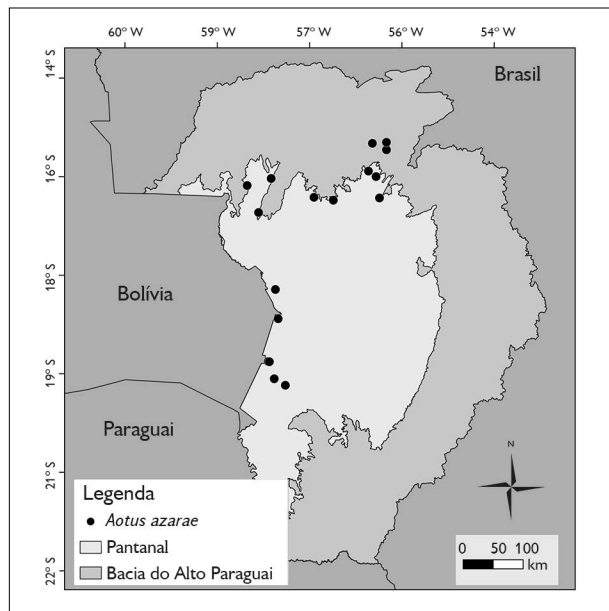 60° W 59° W 57° W 56° W 54° W
14° S
Brasil
16° S
18° S
Bolívia
19° S
Paraguai
21° S
22° S
N
Legenda
Aotus azarae
Pantanal
Bacia do Alto Paraguai
0 50 100
km